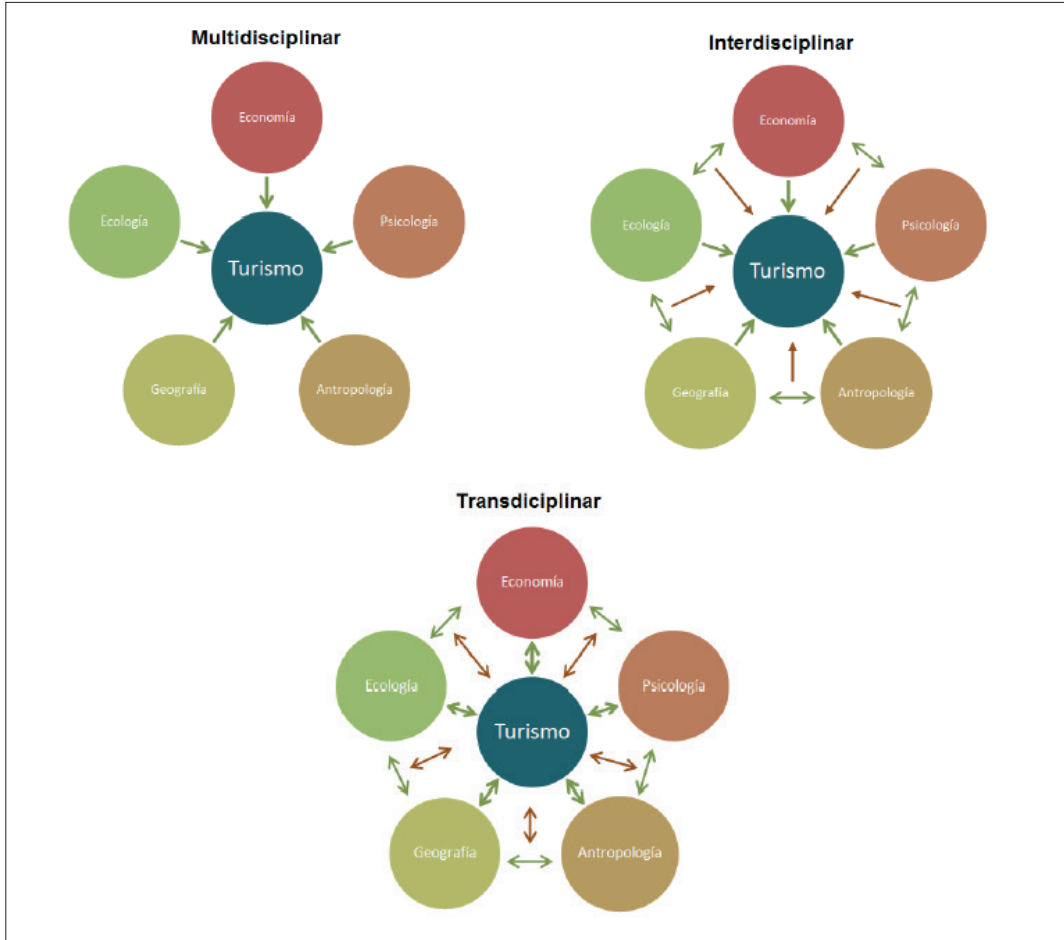 Multidisciplinar
Economía
Ecología
Psicología
Turismo
Geografía
Antropología
Interdisciplinar
Economía
Ecología
Psicología
Turismo
Geografía
Antropología
Transdiciplinar
Economía
Ecología
Psicología
Turismo
Geografía
Antropología